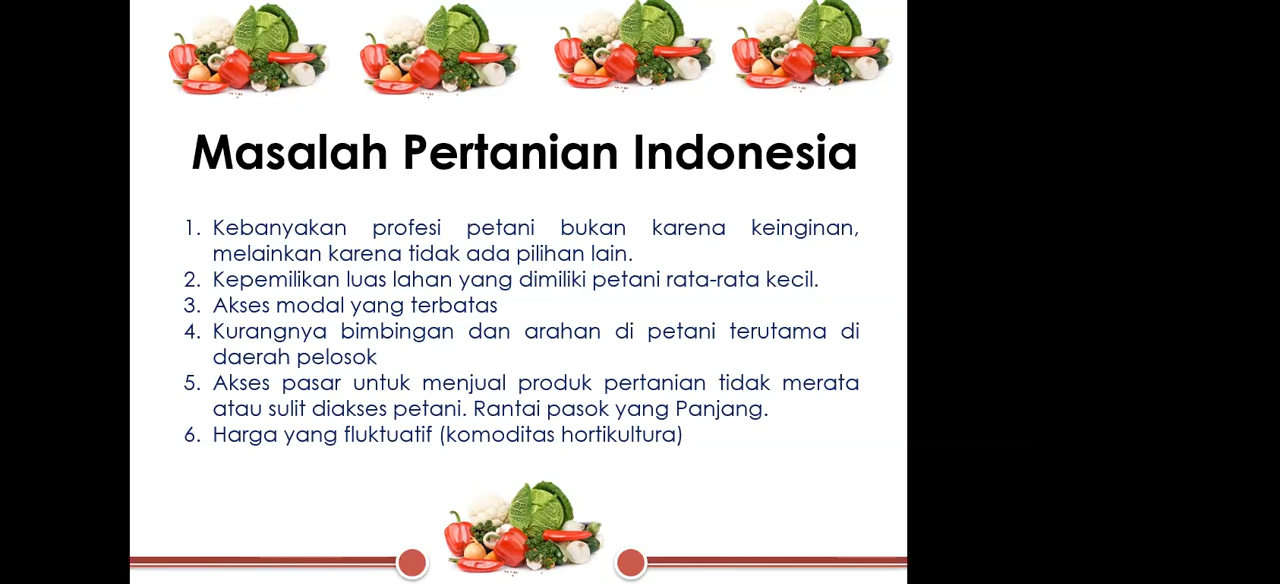 Masalah Pertanian Indonesia
1. Kebanyakan profesi petani bukan karena keinginan,
melainkan karena tidak ada pilihan lain.
2. Kepemilikan luas lahan yang dimiliki petani rata-rata kecil.
3. Akses modal yang terbatas
4. Kurangnya bimbingan dan arahan di petani terutama di
daerah pelosok
5. Akses pasar untuk menjual produk pertanian tidak merata
atau sulit diakses petani. Rantai pasok yang Panjang.
6. Harga yang fluktuatif (komoditas hortikultura)